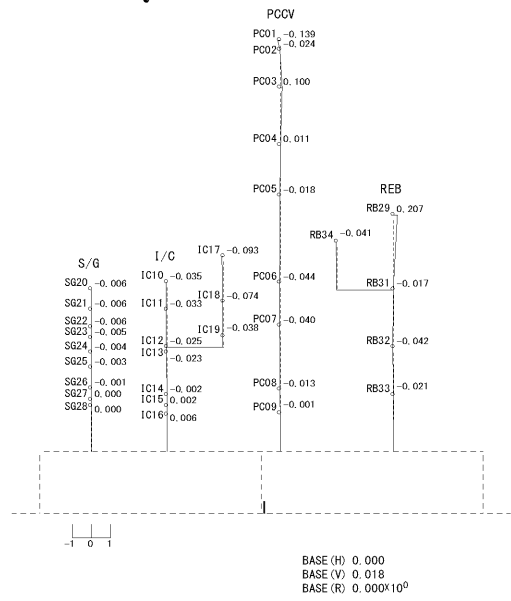 PCCV
PC01 -0.139
PC02 -0.024
PC03 0.100
PC04 0.011
PC05 -0.018
REB
RB29 0.207
RB34 -0.041
IC17 -0.093
S/G
I/C
SG20 -0.006
IC10 -0.035
PC06 -0.044
RB31 -0.017
SG21 -0.006
IC11 -0.033
IC18 -0.074
SG22 -0.006
SG23 -0.005
PC07 -0.040
IC19 -0.038
SG24 -0.004
IC12 -0.025
RB32 -0.042
IC13 -0.023
SG25 -0.003
SG26 -0.001
IC14 -0.002
PC08 -0.013
RB33 -0.021
SG27 0.000
IC15 0.002
SG28 0.000
IC16 0.006
PC09 -0.001
-1 0 1
BASE(H) 0.000
BASE(V) 0.018
BASE(R) 0.000X10⁰